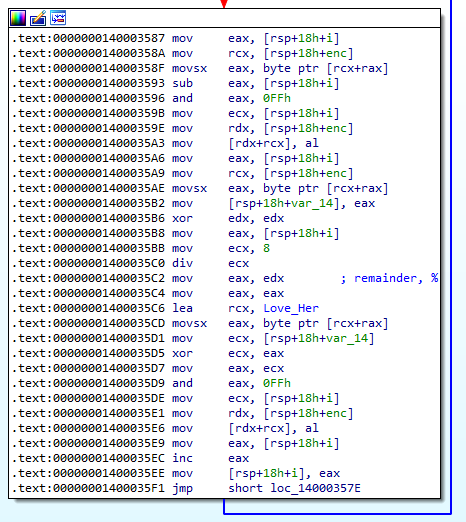 .text:0000000140003587 mov eax, [rsp+18h+i]
.text:000000014000358A mov rcx, [rsp+18h+enc]
.text:000000014000358F movsx eax, byte ptr [rcx+rax]
.text:0000000140003593 sub eax, [rsp+18h+i]
.text:0000000140003596 and eax, 0FFh
.text:000000014000359B mov ecx, [rsp+18h+i]
.text:000000014000359E mov rdx, [rsp+18h+enc]
.text:00000001400035A3 mov [rdx+rcx], al
.text:00000001400035A6 mov eax, [rsp+18h+i]
.text:00000001400035A9 mov rcx, [rsp+18h+enc]
.text:00000001400035AE movsx eax, byte ptr [rcx+rax]
.text:00000001400035B2 mov [rsp+18h+var_14], eax
.text:00000001400035B6 xor edx, edx
.text:00000001400035B8 mov eax, [rsp+18h+i]
.text:00000001400035BB mov ecx, 8
.text:00000001400035C0 div ecx
.text:00000001400035C2 mov eax, edx ; remainder, %
.text:00000001400035C4 mov eax, eax
.text:00000001400035C6 lea rcx, Love_Her
.text:00000001400035CD movsx eax, byte ptr [rcx+rax]
.text:00000001400035D1 mov ecx, [rsp+18h+var_14]
.text:00000001400035D5 xor ecx, eax
.text:00000001400035D7 mov eax, ecx
.text:00000001400035D9 and eax, 0FFh
.text:00000001400035DE mov ecx, [rsp+18h+i]
.text:00000001400035E1 mov rdx, [rsp+18h+enc]
.text:00000001400035E6 mov [rdx+rcx], al
.text:00000001400035E9 mov eax, [rsp+18h+i]
.text:00000001400035EC inc eax
.text:00000001400035EE mov [rsp+18h+i], eax
.text:00000001400035F1 jmp short loc_14000357E